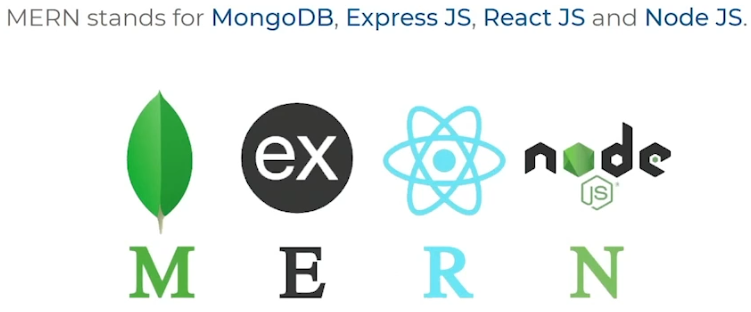 MERN stands for MongoDB, Express JS, React JS and Node JS.
ex
node
JS
M E R N